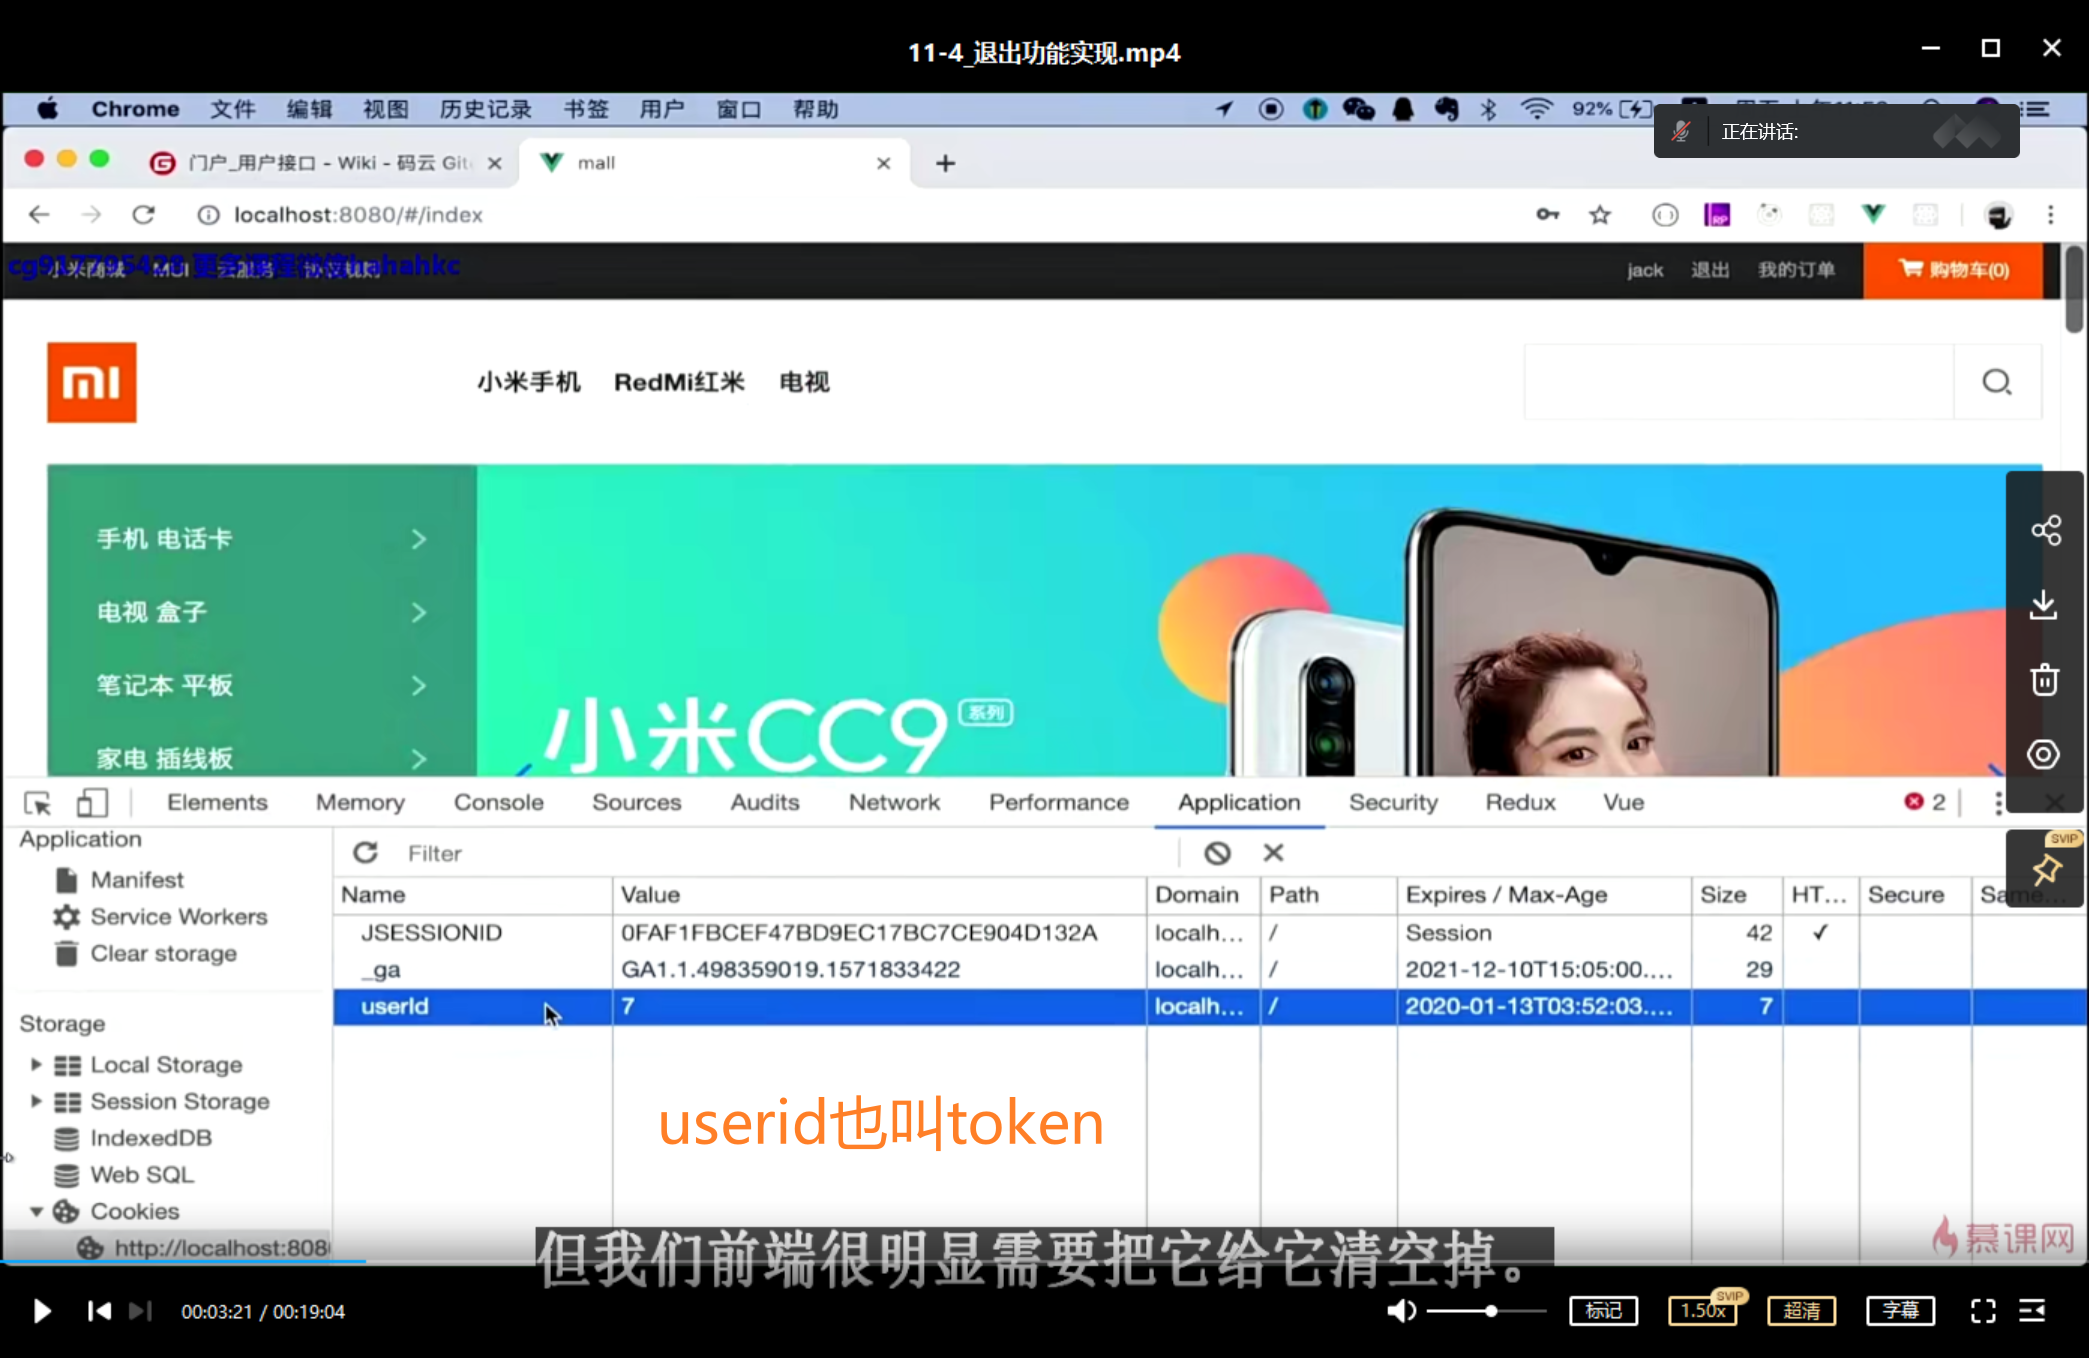 11-4_退出功能实现.mp4
Chrome 文件 编辑 视图 历史记录 书签 用户 窗口 帮助 92%
正在讲话:
门户_用户接口 - Wiki - 码云 Git
mall
localhost:8080/#/index
jack 退出 我的订单 购物车(0)
小米手机 RedMi红米 电视
手机 电话卡
电视 盒子
笔记本 平板
家电 插线板
小米CC9 系列
Elements Memory Console Sources Audits Network Performance Application Security Redux Vue 2
SVIP
Application
Manifest
Service Workers
Clear storage
Storage
Local Storage
Session Storage
IndexedDB
Web SQL
Cookies
http://localhost:808
Filter
Name Value Domain Path Expires / Max-Age Size HT... Secure
JSESSIONID 0FAF1FBCEF47BD9EC17BC7CE904D132A localh... / Session 42 ✓
_ga GA1.1.498359019.1571833422 localh... / 2021-12-10T15:05:00.... 29
userId 7 localh... / 2020-01-13T03:52:03.... 7
userid也叫token
但我们前端很明显需要把它给它清空掉。
慕课网
00:03:21 / 00:19:04
标记 1.50x SVIP 超清 字幕